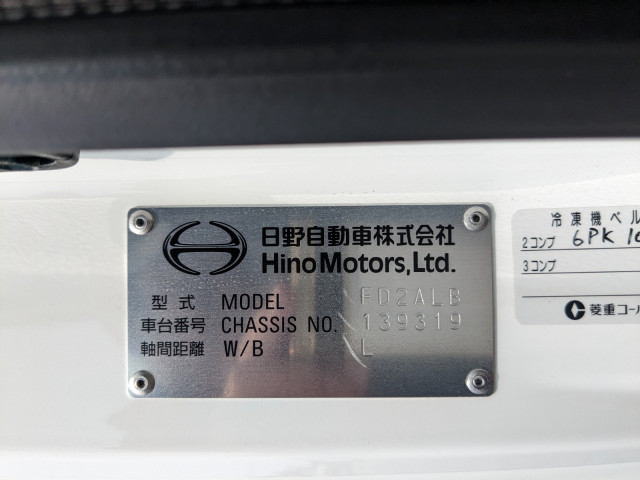 日野自動車株式会社
Hino Motors, Ltd.
型式 MODEL FD2ALB
車台番号 CHASSIS NO. 139319
軸間距離 W/B L
冷凍機ベル
2コンプ 6PK
3コンプ
菱重コー